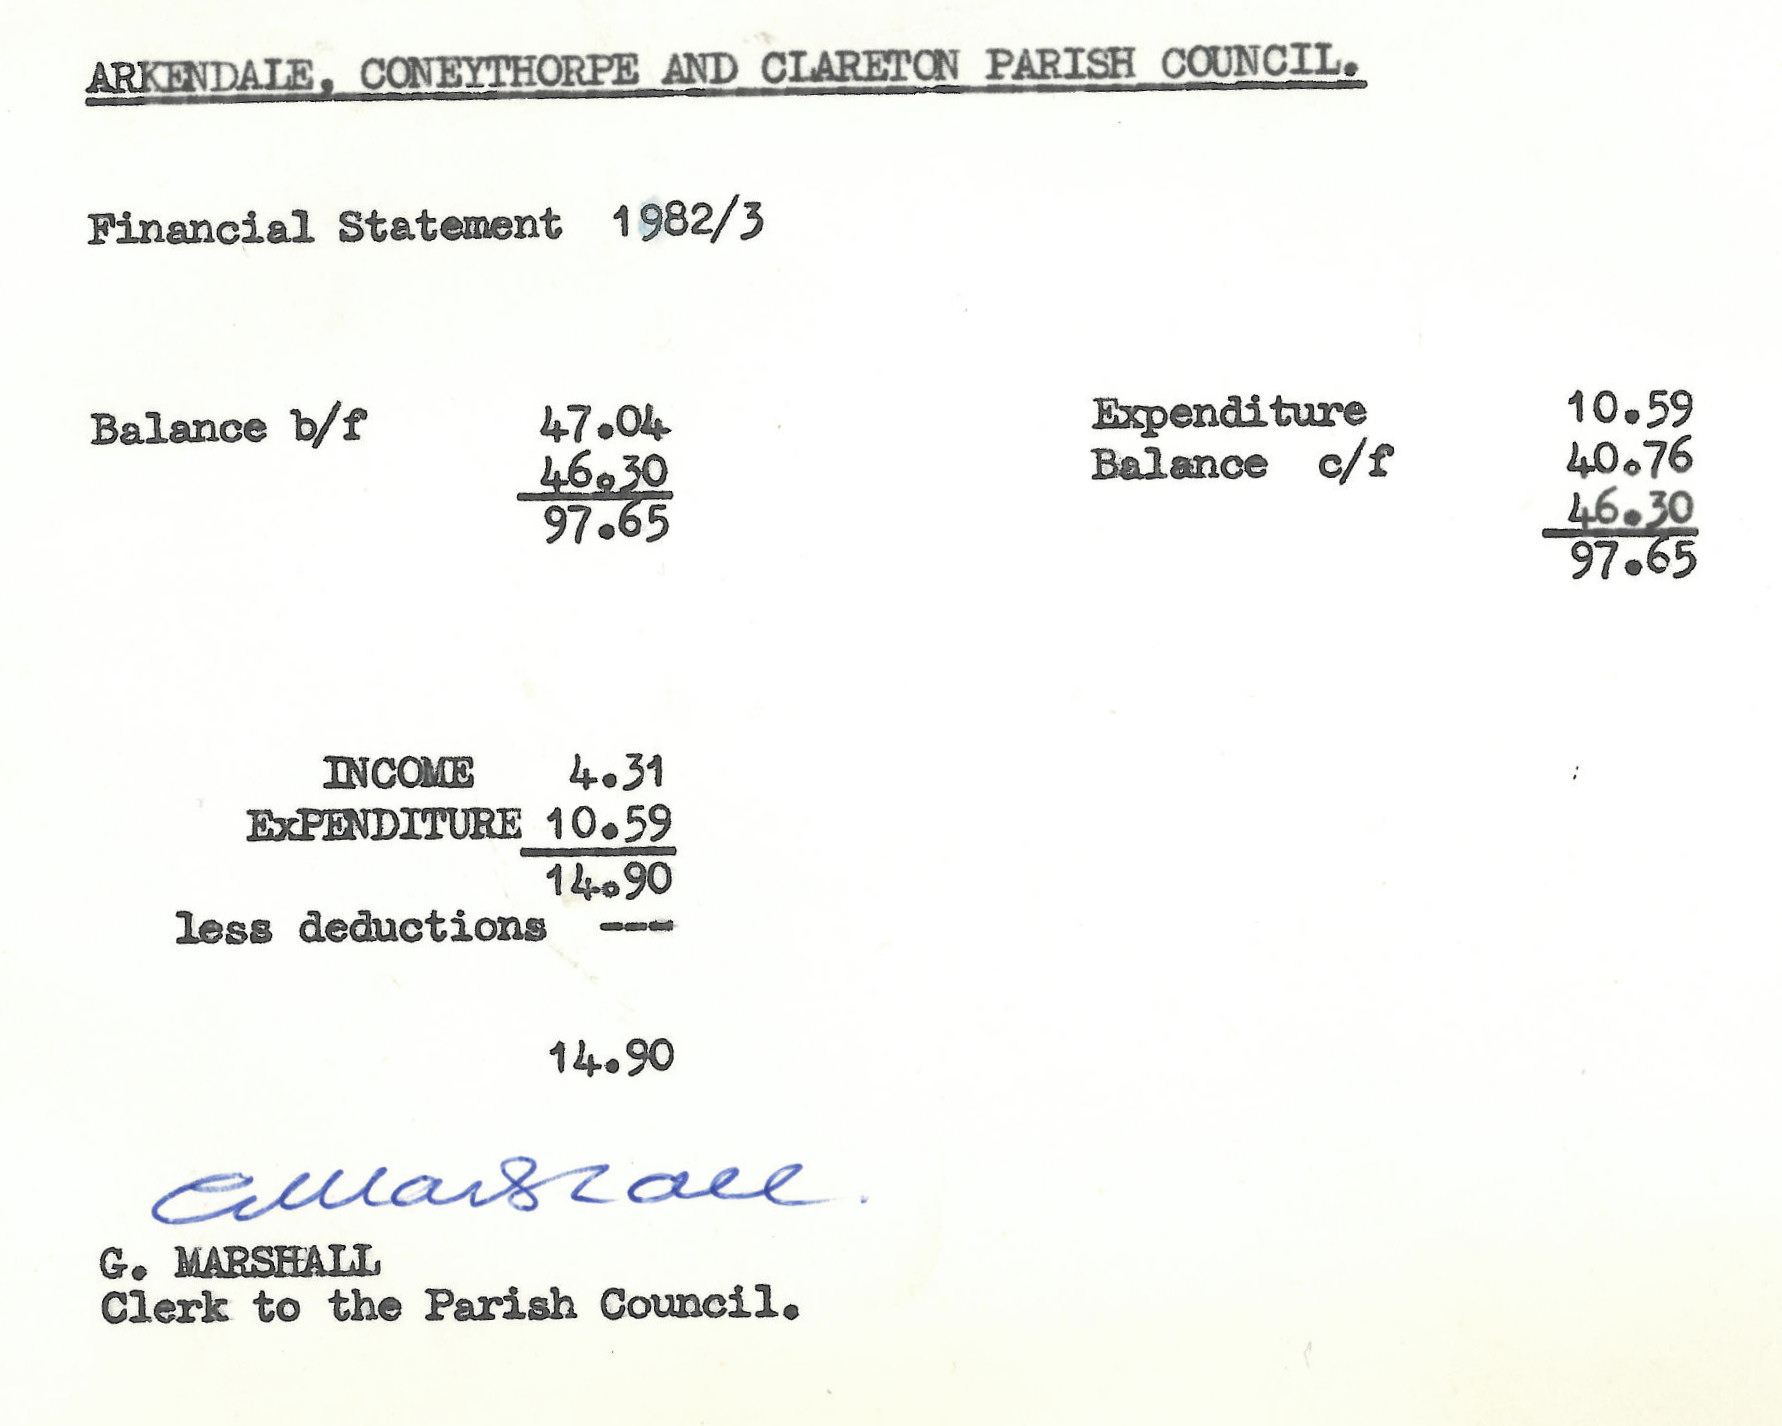 ARKENDALE, CONEYTHORPE AND CLARETON PARISH COUNCIL.
Financial Statement 1982/3
Balance b/f 47.04
46.30
97.65
Expenditure 10.59
Balance c/f 40.76
46.30
97.65
INCOME 4.31
ExPENDITURE 10.59
14.90
less deductions ---
14.90
G Marshall.
G. MARSHALL
Clerk to the Parish Council.